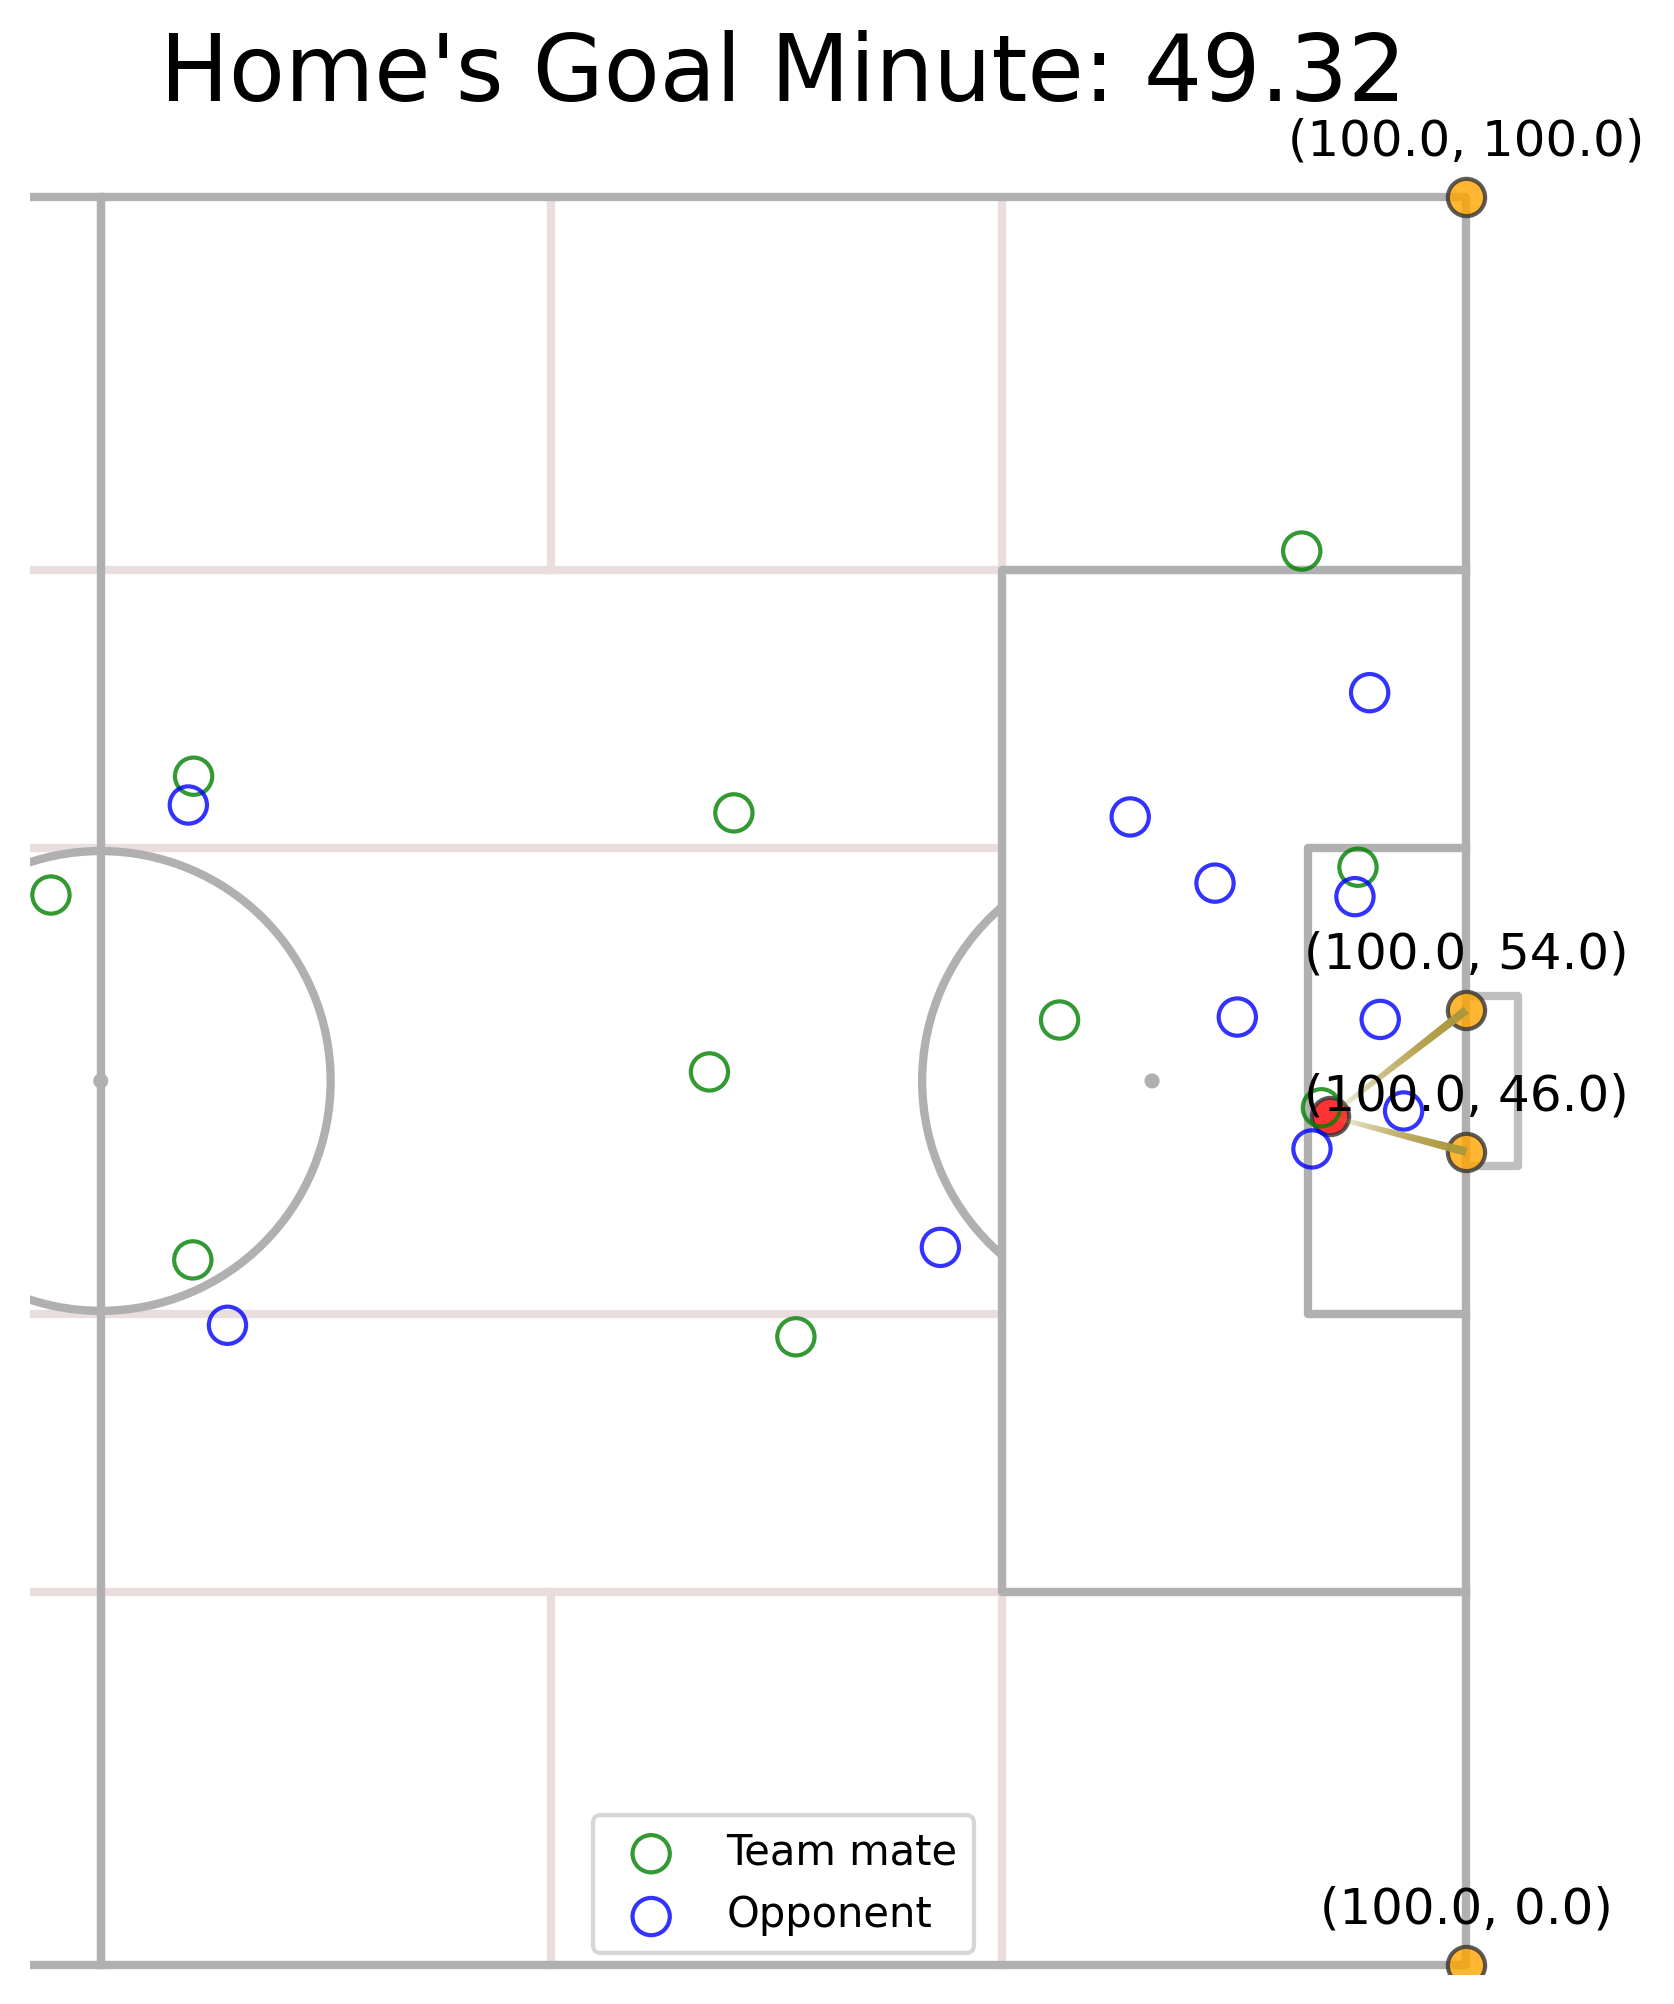 Home's Goal Minute: 49.32
(100.0, 100.0)
(100.0, 54.0)
(100.0, 46.0)
Team mate
Opponent
(100.0, 0.0)